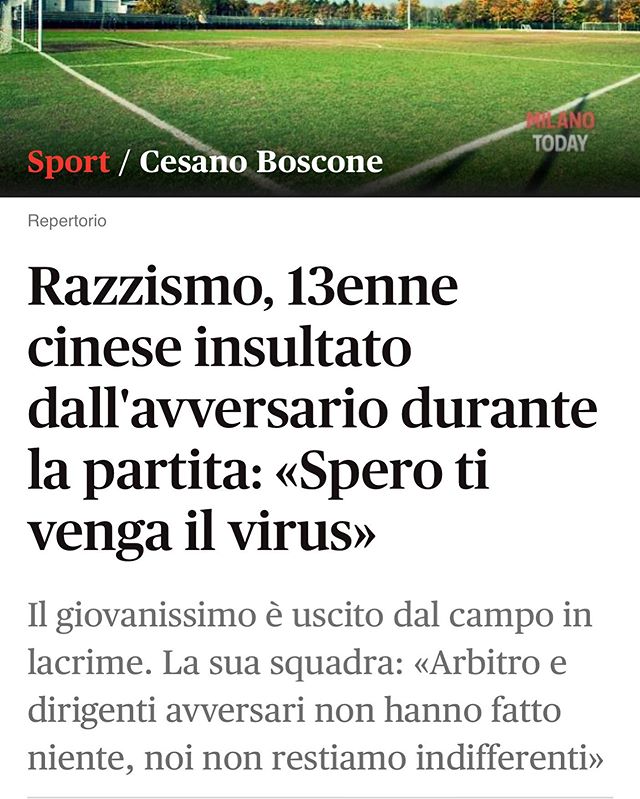 MILANO
TODAY
Sport / Cesano Boscone
Repertorio
Razzismo, 13enne
cinese insultato
dall'avversario durante
la partita: «Spero ti
venga il virus»
Il giovanissimo è uscito dal campo in
lacrime. La sua squadra: «Arbitro e
dirigenti avversari non hanno fatto
niente, noi non restiamo indifferenti»